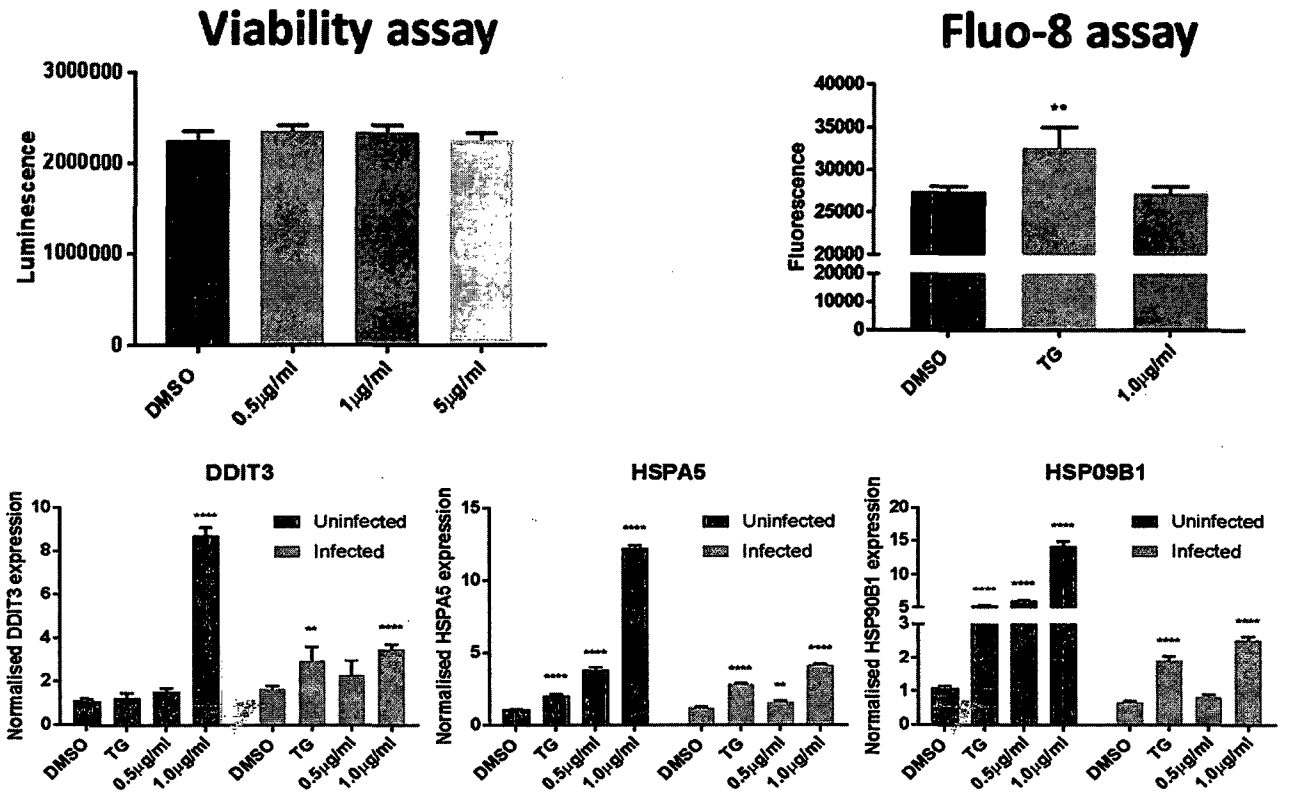 Viability assay
3000000
2000000
1000000
0
Luminescence
DMSO
0.5µg/ml
1µg/ml
5µg/ml
Fluo-8 assay
40000
35000
30000
25000
20000
20000
10000
0
Fluorescence
**
DMSO
TG
1.0µg/ml
DDIT3
Normalised DDIT3 expression
10
8
6
4
2
0
****
**
****
Uninfected
Infected
DMSO
TG
0.5µg/ml
1.0µg/ml
DMSO
TG
0.5µg/ml
1.0µg/ml
HSPA5
Normalised HSPA5 expression
15
10
5
0
****
****
****
****
**
****
Uninfected
Infected
DMSO
TG
0.5µg/ml
1.0µg/ml
DMSO
TG
0.5µg/ml
1.0µg/ml
HSP09B1
Normalised HSP90B1 expression
20
15
10
5
3
2
1
0
****
****
****
****
****
Uninfected
Infected
DMSO
TG
0.5µg/ml
1.0µg/ml
DMSO
TG
0.5µg/ml
1.0µg/ml